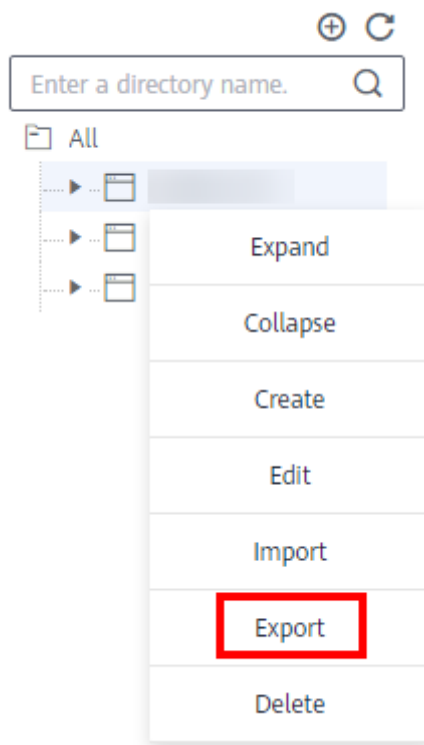 Enter a directory name.
All
Expand
Collapse
Create
Edit
Import
Export
Delete